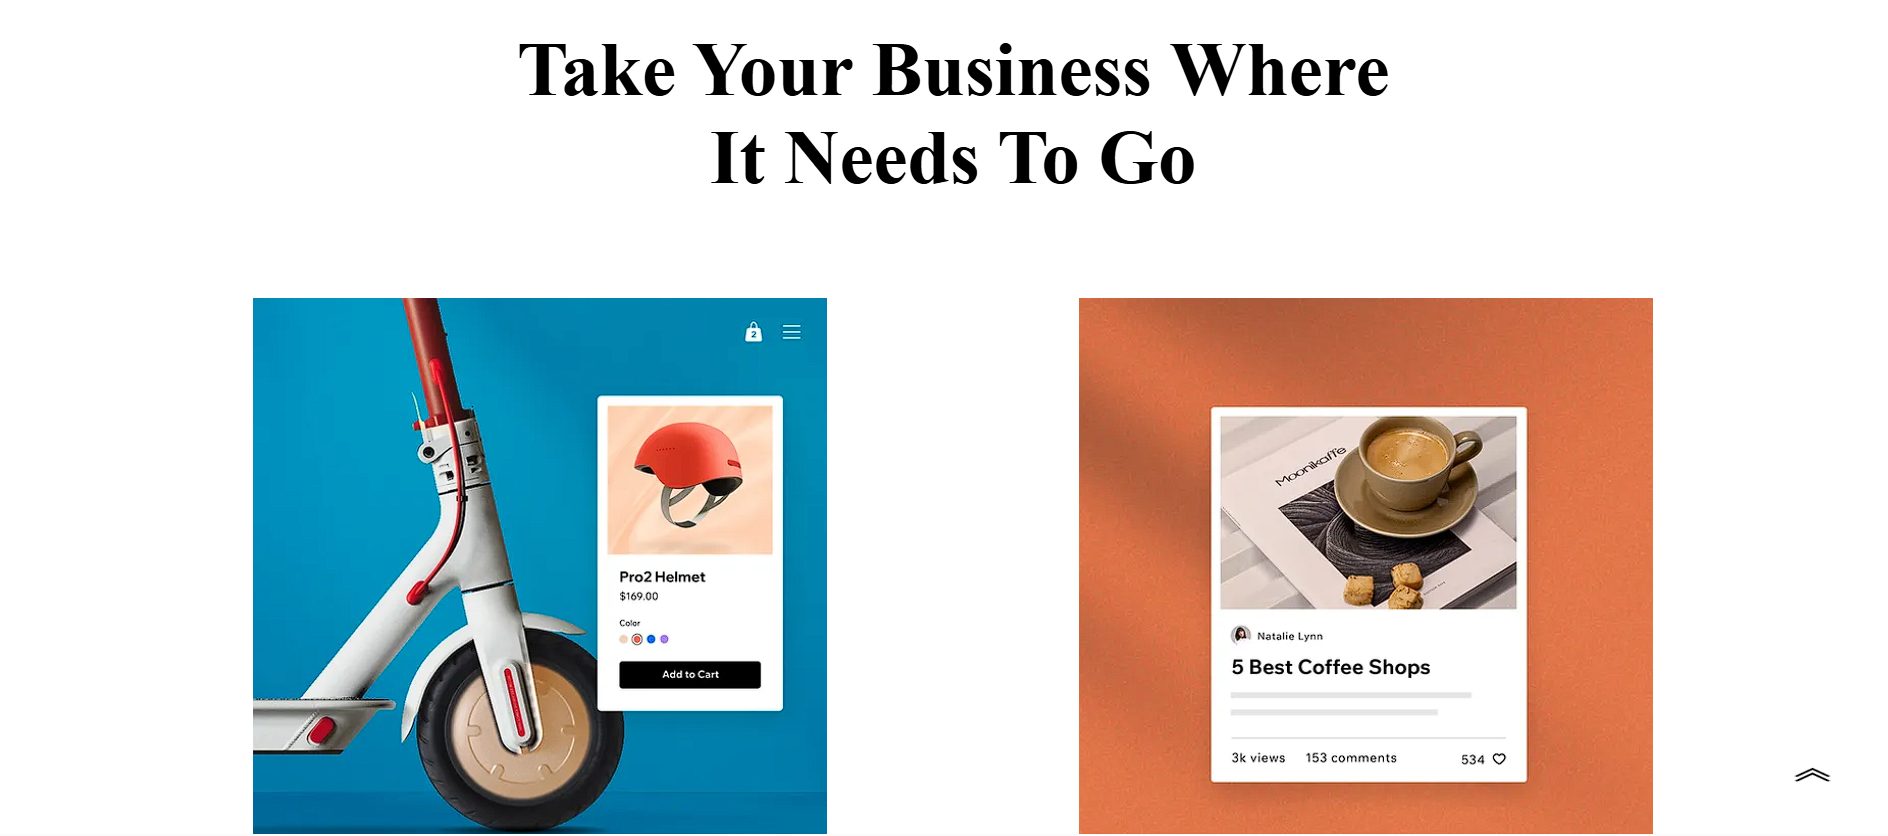 Take Your Business Where
It Needs To Go
2
Pro2 Helmet
$169.00
Color
Add to Cart
Moonikaffe
Natalie Lynn
5 Best Coffee Shops
3k views 153 comments 534